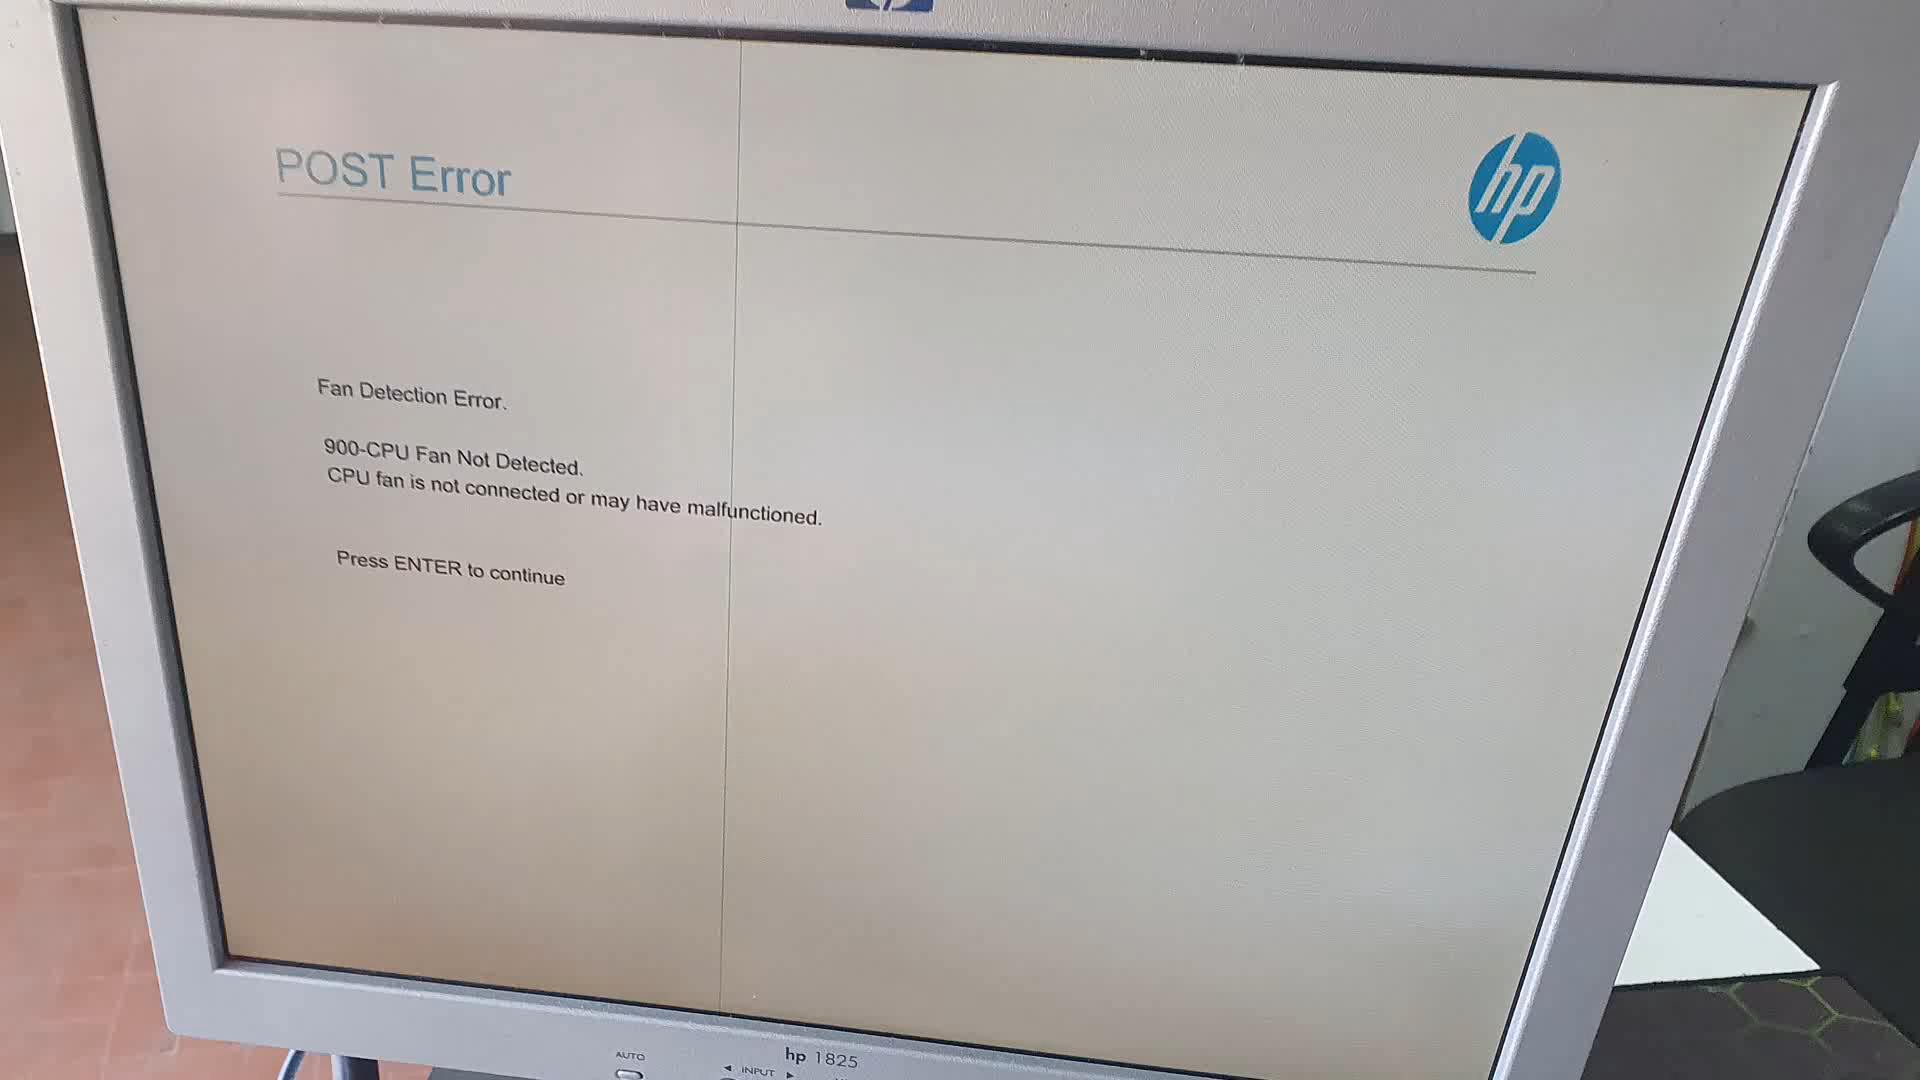 POST Error
hp
Fan Detection Error.
900-CPU Fan Not Detected.
CPU fan is not connected or may have malfunctioned.
Press ENTER to continue
hp 1825
AUTO
◄ INPUT ►